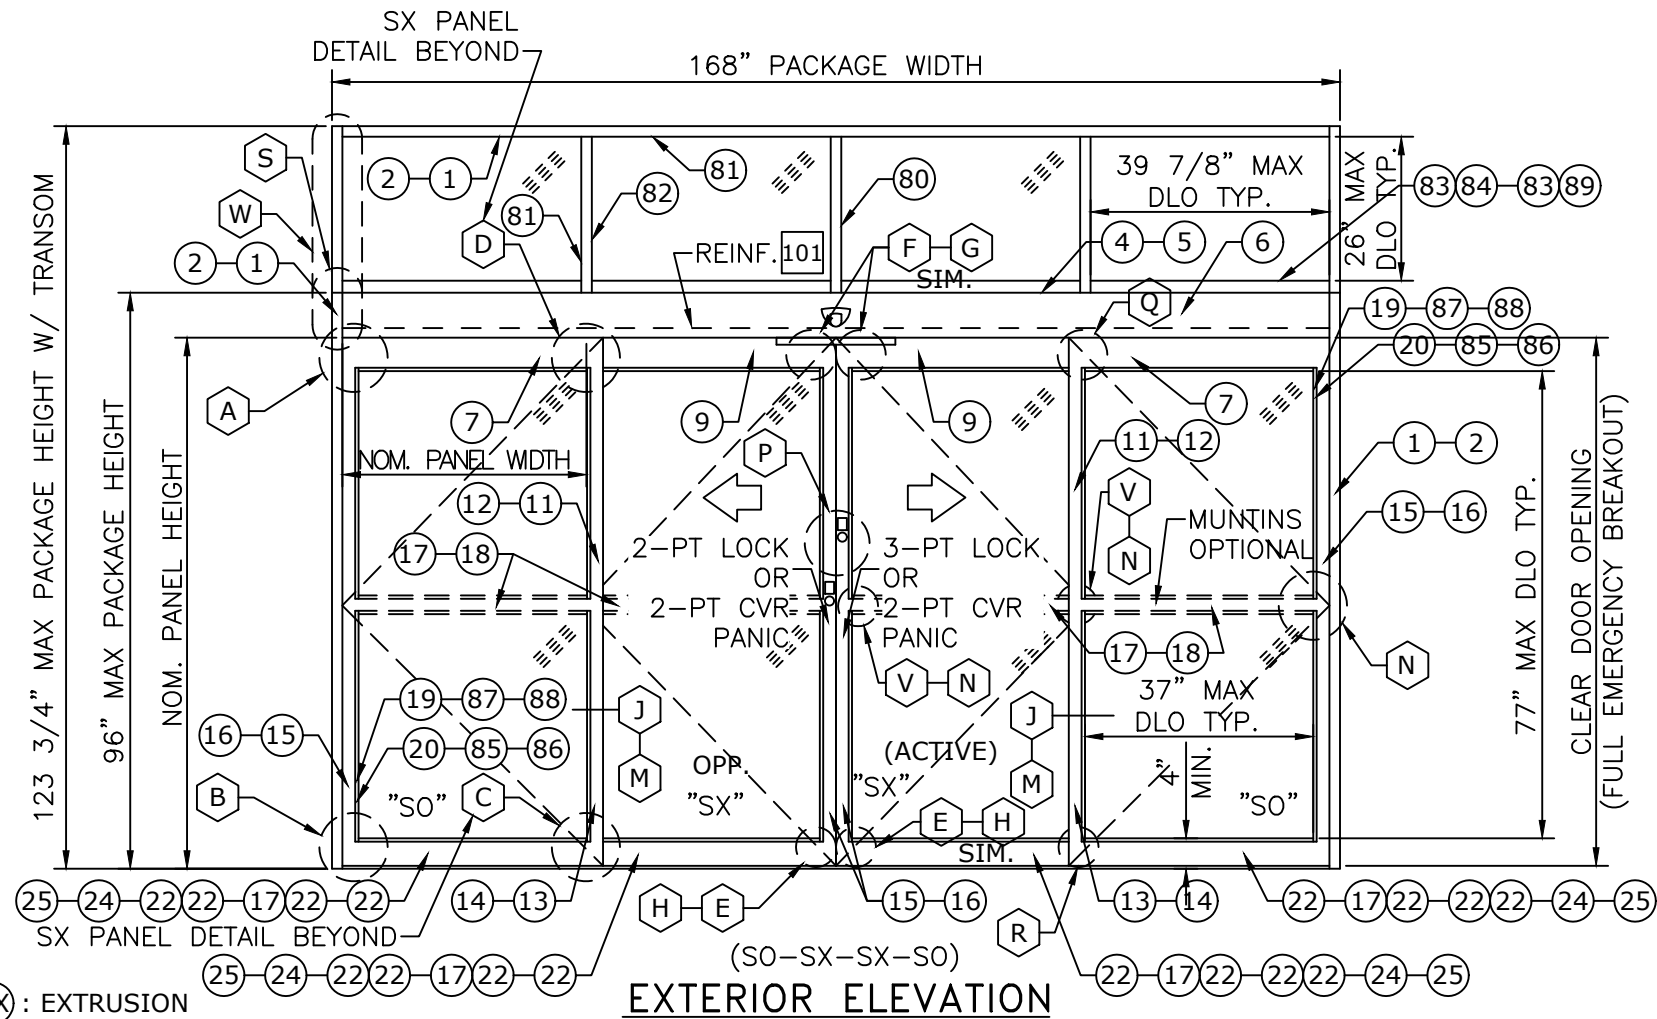 SX PANEL
DETAIL BEYOND
168" PACKAGE WIDTH
S
2 1
81
82
80
39 7/8" MAX
DLO TYP.
26" MAX
DLO TYP.
83 84 83 89
W
81
D
REINF. 101
F G
SIM.
4 5
6
2 1
Q
19 87 88
20 85 86
A
7
9
9
7
123 3/4" MAX PACKAGE HEIGHT W/ TRANSOM
96" MAX PACKAGE HEIGHT
NOM. PANEL HEIGHT
NOM. PANEL WIDTH
P
11 12
1 2
12 11
V
N
MUNTINS
OPTIONAL
15 16
17 18
2-PT LOCK
OR
2-PT CVR
PANIC
3-PT LOCK
OR
2-PT CVR
PANIC
77" MAX DLO TYP.
CLEAR DOOR OPENING
(FULL EMERGENCY BREAKOUT)
17 18
N
V N
37" MAX
DLO TYP.
19 87 88
20 85 86
J
M
J
M
16 15
OPP.
(ACTIVE)
4"
MIN.
B
"SO"
C
"SX"
"SX"
"SO"
E H
SIM.
25 24 22 22 17 22 22
14 13
H E
15 16
13 14
22 17 22 22 22 24 25
SX PANEL DETAIL BEYOND
R
(SO-SX-SX-SO)
25 24 22 22 17 22 22
22 17 22 22 22 24 25
X : EXTRUSION
EXTERIOR ELEVATION